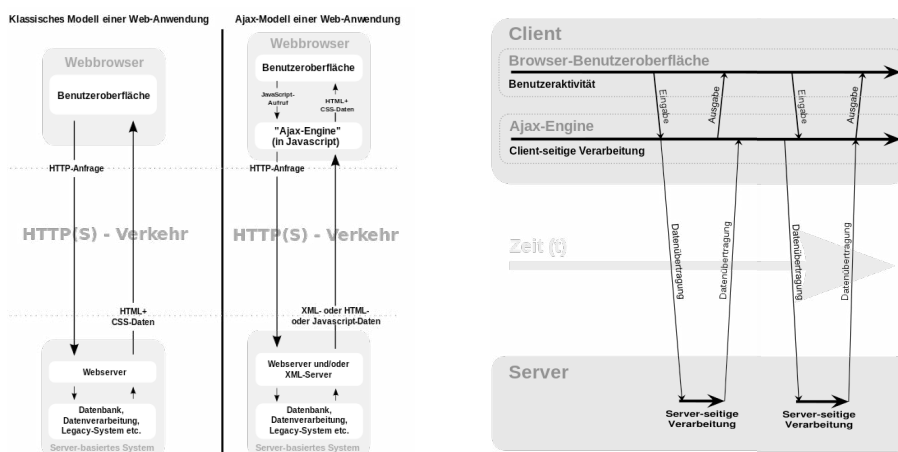 Klassisches Modell einer Web-Anwendung
Webbrowser
Benutzeroberfläche
HTTP-Anfrage
HTTP(S) - Verkehr
HTML+
CSS-Daten
Webserver
Datenbank,
Datenverarbeitung,
Legacy-System etc.
Server-basiertes System
Ajax-Modell einer Web-Anwendung
Webbrowser
Benutzeroberfläche
JavaScript-
Aufruf
HTML+
CSS-Daten
"Ajax-Engine"
(in Javascript)
HTTP-Anfrage
HTTP(S) - Verkehr
XML- oder HTML-
oder Javascript-Daten
Webserver und/oder
XML-Server
Datenbank,
Datenverarbeitung,
Legacy-System etc.
Server-basiertes System
Client
Browser-Benutzeroberfläche
Benutzeraktivität
Eingabe
Ausgabe
Eingabe
Ausgabe
Ajax-Engine
Client-seitige Verarbeitung
Zeit (t)
Datenübertragung
Datenübertragung
Datenübertragung
Datenübertragung
Server
Server-seitige
Verarbeitung
Server-seitige
Verarbeitung